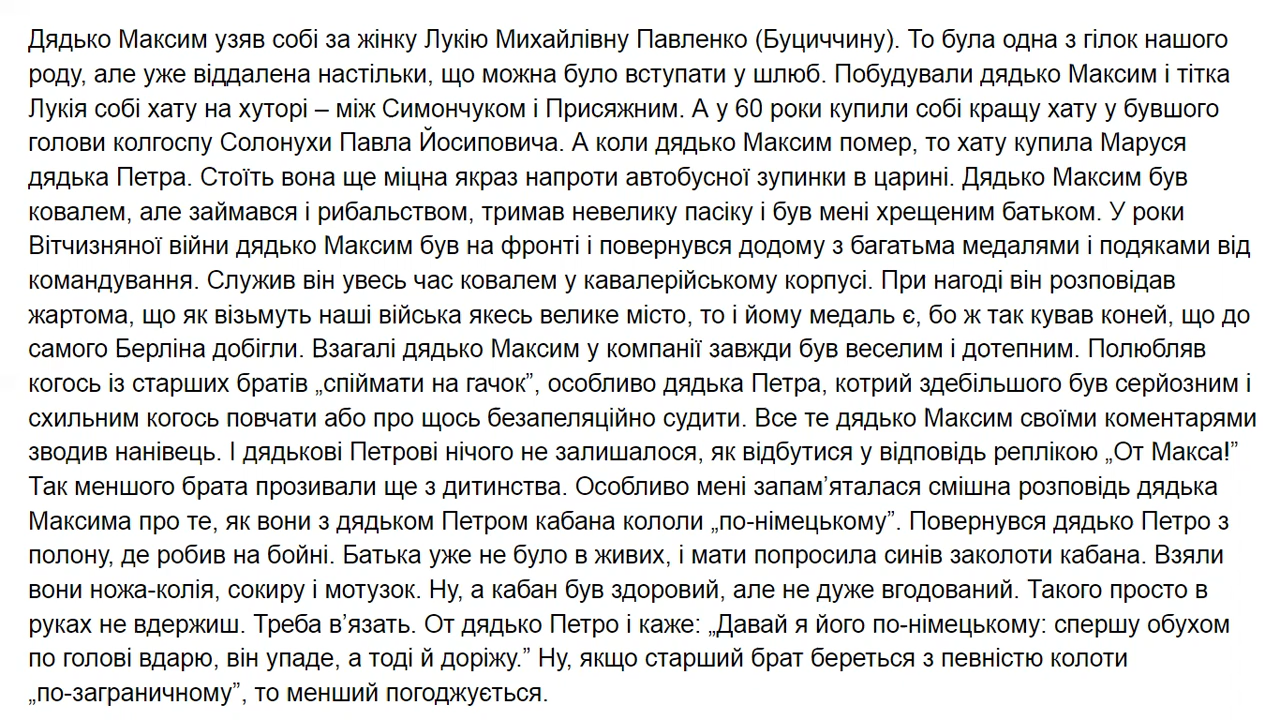 Дядько Максим узяв собі за жінку Лукію Михайлівну Павленко (Буциччину). То була одна з гілок нашого
роду, але уже віддалена настільки, що можна було вступати у шлюб. Побудували дядько Максим і тітка
Лукія собі хату на хуторі – між Симончуком і Присяжним. А у 60 роки купили собі кращу хату у бувшого
голови колгоспу Солонухи Павла Йосиповича. А коли дядько Максим помер, то хату купила Маруся
дядька Петра. Стоїть вона ще міцна якраз напроти автобусної зупинки в царині. Дядько Максим був
ковалем, але займався і рибальством, тримав невелику пасіку і був мені хрещеним батьком. У роки
Вітчизняної війни дядько Максим був на фронті і повернувся додому з багатьма медалями і подяками від
командування. Служив він увесь час ковалем у кавалерійському корпусі. При нагоді він розповідав
жартома, що як візьмуть наші війська якесь велике місто, то і йому медаль є, бо ж так кував коней, що до
самого Берліна добігли. Взагалі дядько Максим у компанії завжди був веселим і дотепним. Полюбляв
когось із старших братів „спіймати на гачок”, особливо дядька Петра, котрий здебільшого був серйозним і
схильним когось повчати або про щось безапеляційно судити. Все те дядько Максим своїми коментарями
зводив нанівець. І дядькові Петрові нічого не залишалося, як відбутися у відповідь реплікою „От Макса!”
Так меншого брата прозивали ще з дитинства. Особливо мені запам’яталася смішна розповідь дядька
Максима про те, як вони з дядьком Петром кабана кололи „по-німецькому”. Повернувся дядько Петро з
полону, де робив на бойні. Батька уже не було в живих, і мати попросила синів заколоти кабана. Взяли
вони ножа-колія, сокиру і мотузок. Ну, а кабан був здоровий, але не дуже вгодований. Такого просто в
руках не вдержиш. Треба в’язать. От дядько Петро і каже: „Давай я його по-німецькому: спершу обухом
по голові вдарю, він упаде, а тоді й доріжу.” Ну, якщо старший брат береться з певністю колоти
„по-заграничному”, то менший погоджується.